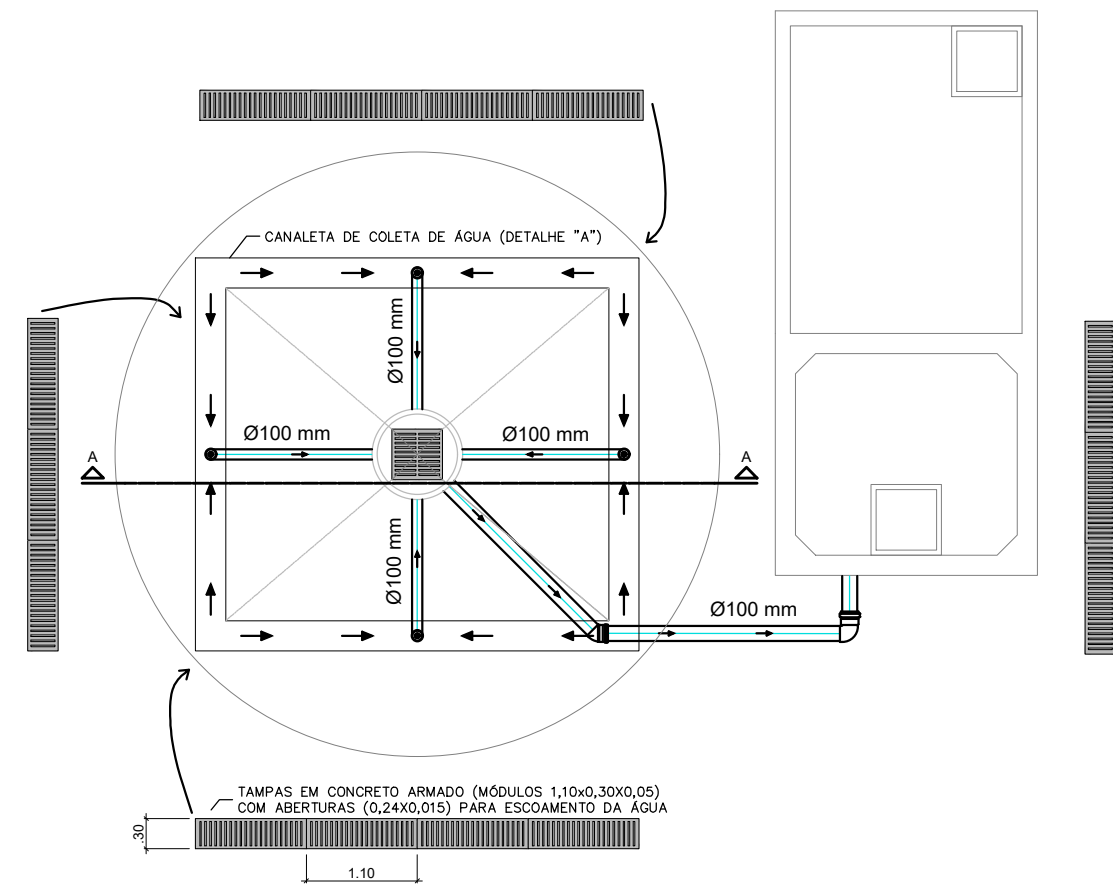 CANALETA DE COLETA DE ÁGUA (DETALHE "A")
Ø100 mm
Ø100 mm
Ø100 mm
A
A
Ø100 mm
Ø100 mm
TAMPAS EM CONCRETO ARMADO (MÓDULOS 1,10x0,30X0,05)
COM ABERTURAS (0,24X0,015) PARA ESCOAMENTO DA ÁGUA
.30
1.10